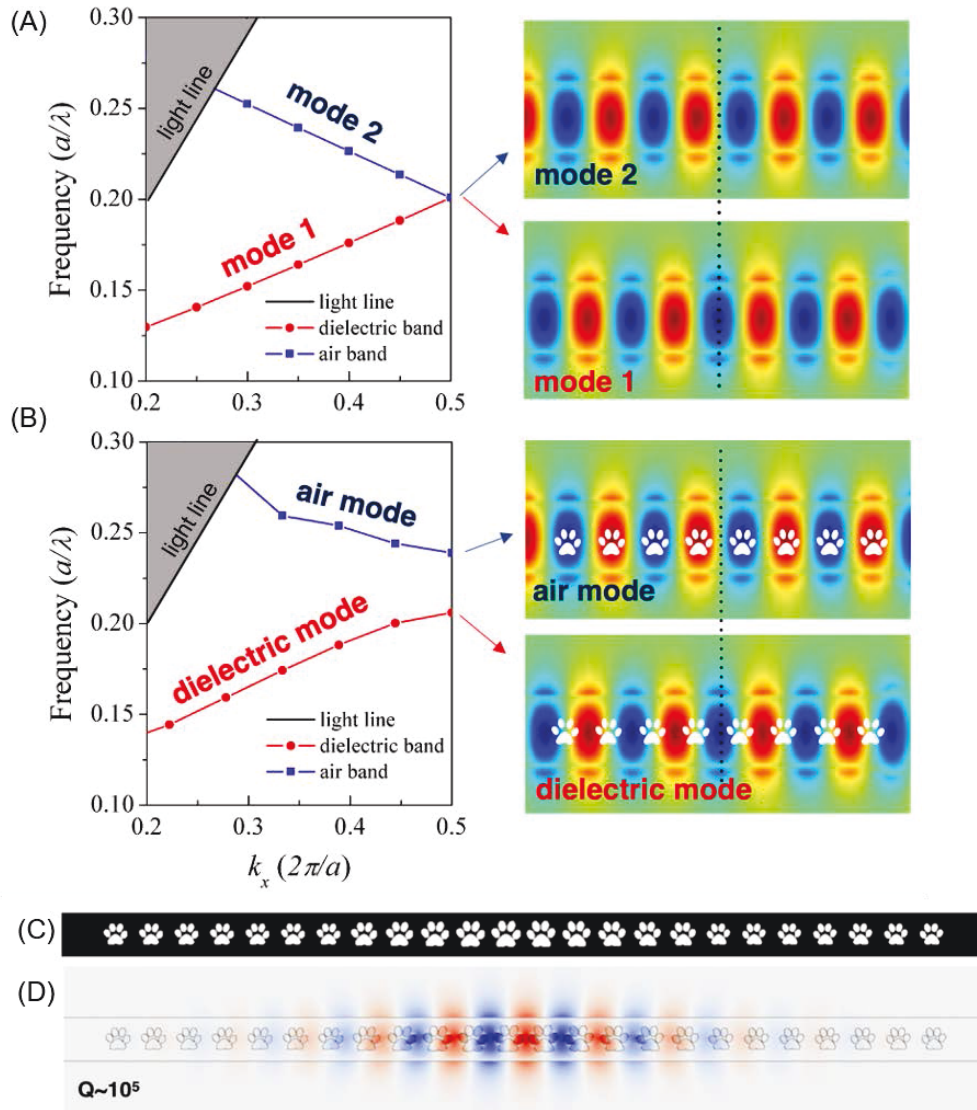 (A)
0.30
0.25
0.20
0.15
0.10
Frequency (a/λ)
light line
mode 2
mode 1
light line
dielectric band
air band
0.2
0.3
0.4
0.5
mode 2
mode 1
(B)
0.30
0.25
0.20
0.15
0.10
Frequency (a/λ)
light line
air mode
dielectric mode
light line
dielectric band
air band
0.2
0.3
0.4
0.5
kₓ (2π/a)
air mode
dielectric mode
(C)
(D)
Q~10⁵